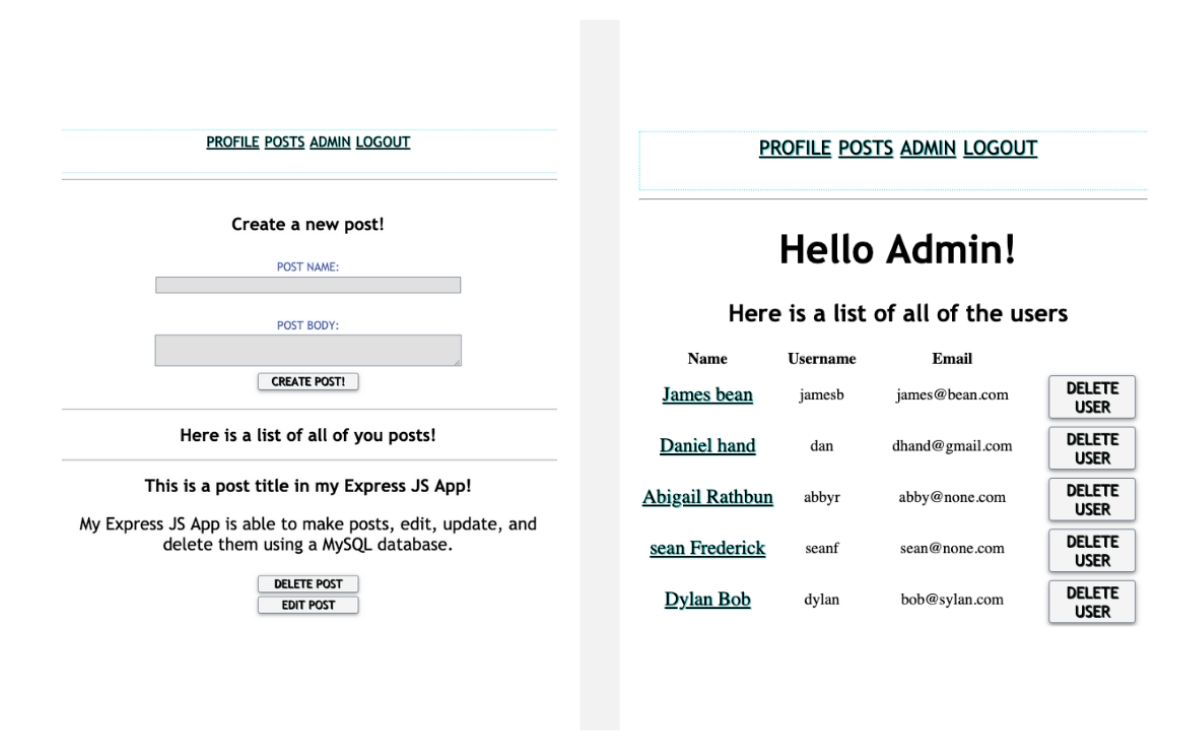 PROFILE POSTS ADMIN LOGOUT
Create a new post!
POST NAME:
POST BODY:
CREATE POST!
Here is a list of all of you posts!
This is a post title in my Express JS App!
My Express JS App is able to make posts, edit, update, and
delete them using a MySQL database.
DELETE POST
EDIT POST
PROFILE POSTS ADMIN LOGOUT
Hello Admin!
Here is a list of all of the users
Name Username Email
James bean jamesb james@bean.com DELETE USER
Daniel hand dan dhand@gmail.com DELETE USER
Abigail Rathbun abbyr abby@none.com DELETE USER
sean Frederick seanf sean@none.com DELETE USER
Dylan Bob dylan bob@sylan.com DELETE USER